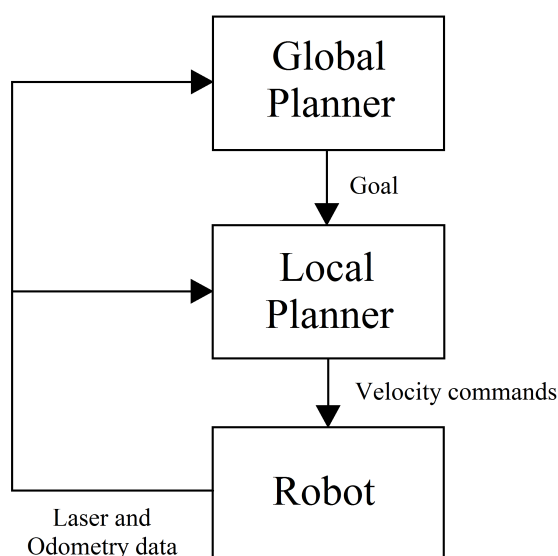 Global
Planner
Goal
Local
Planner
Velocity commands
Robot
Laser and
Odometry data